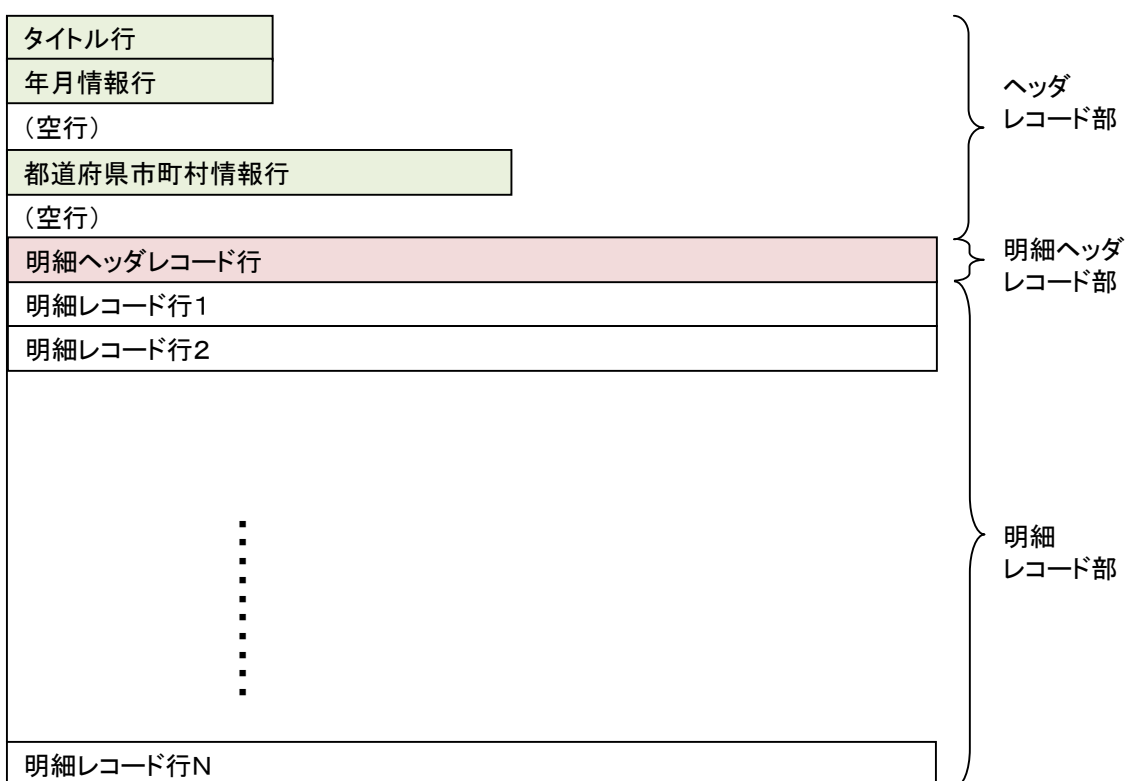 タイトル行
年月情報行
（空行）
都道府県市町村情報行
（空行）
明細ヘッダレコード行
明細レコード行１
明細レコード行２
明細レコード行Ｎ
ヘッダ
レコード部
明細ヘッダ
レコード部
明細
レコード部